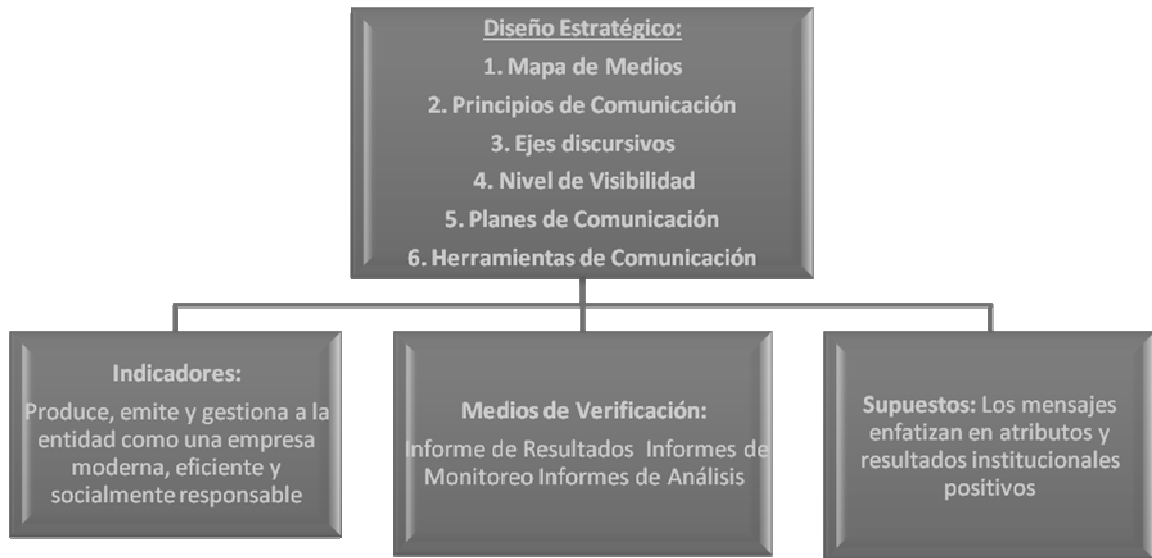 Diseño Estratégico:
1. Mapa de Medios
2. Principios de Comunicación
3. Ejes discursivos
4. Nivel de Visibilidad
5. Planes de Comunicación
6. Herramientas de Comunicación
Indicadores:
Produce, emite y gestiona a la
entidad como una empresa
moderna, eficiente y
socialmente responsable
Medios de Verificación:
Informe de Resultados Informes de
Monitoreo Informes de Análisis
Supuestos: Los mensajes
enfatizan en atributos y
resultados institucionales
positivos